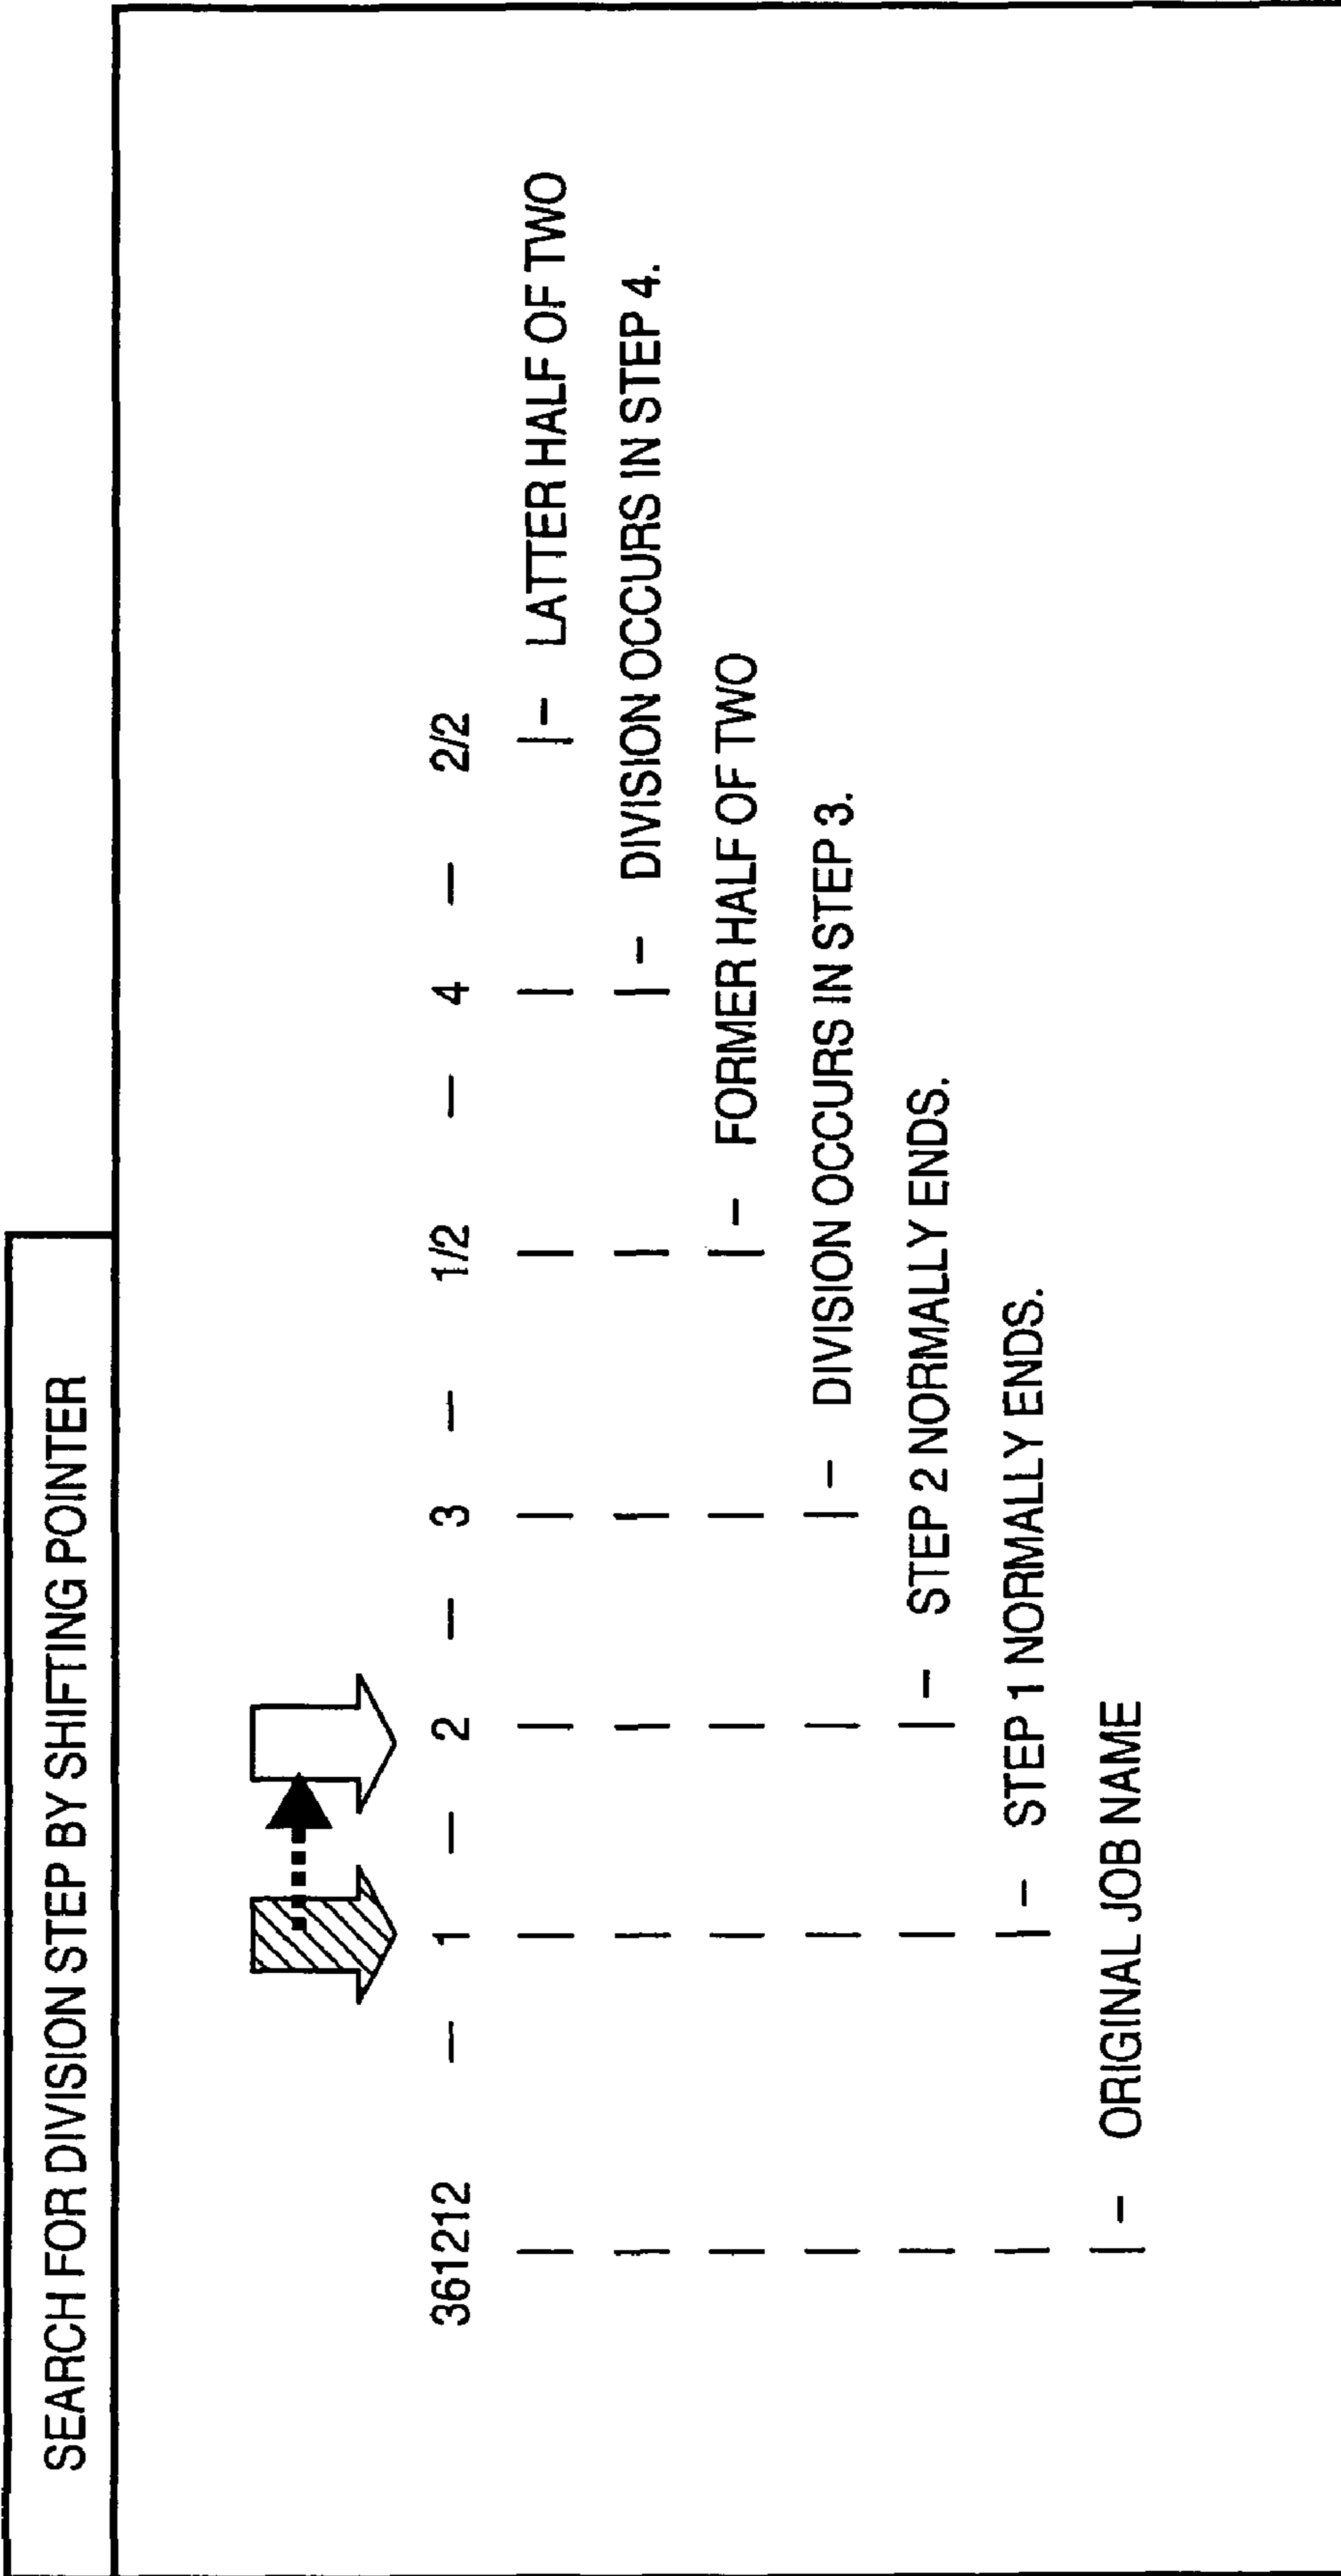 SEARCH FOR DIVISION STEP BY SHIFTING POINTER
361212 – 1 – 2 – 3 – 1/2 – 4 – 2/2
LATTER HALF OF TWO
DIVISION OCCURS IN STEP 4.
FORMER HALF OF TWO
DIVISION OCCURS IN STEP 3.
STEP 2 NORMALLY ENDS.
STEP 1 NORMALLY ENDS.
ORIGINAL JOB NAME